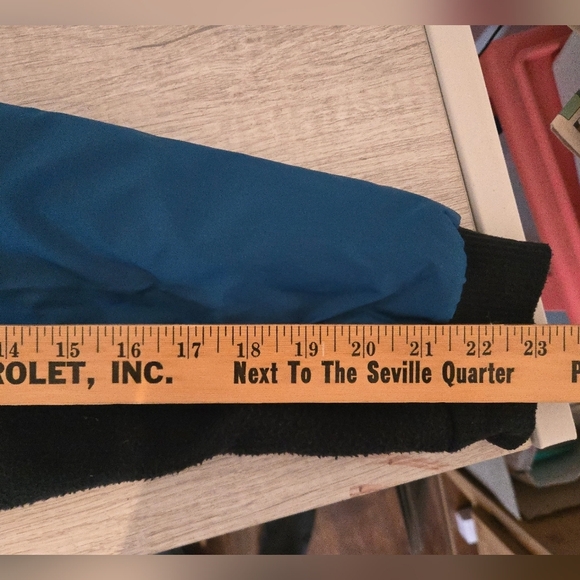 14 15 16 17 18 19 20 21 22 23
ROLET, INC. Next To The Seville Quarter P